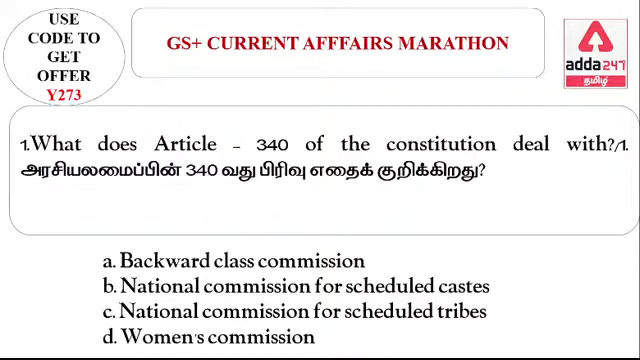 USE
CODE TO
GET
OFFER
Y273
GS+ CURRENT AFFFAIRS MARATHON
adda247
தமிழ்
1.What does Article – 340 of the constitution deal with?/1.
அரசியலமைப்பின் 340 வது பிரிவு எதைக் குறிக்கிறது?
a. Backward class commission
b. National commission for scheduled castes
c. National commission for scheduled tribes
d. Women's commission